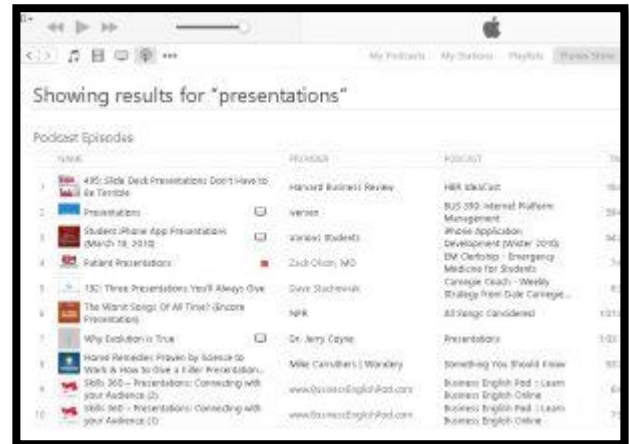 My Podcasts My Stations Playlists iTunes Store
Showing results for "presentations"
Podcast Episodes
NAME PROVIDER PODCAST
1 495: Slide Deck Presentations Don't Have to Be Terrible Harvard Business Review HBR IdeaCast
2 Presentations Iversen BUS 390: Internet Platform Management
3 Student iPhone App Presentations (March 18, 2010) Various Students iPhone Application Development (Winter 2010)
4 Patient Presentations Zack Olson, MD EM Clerkship - Emergency Medicine for Students
5 192: Three Presentations You'll Always Give Dave Stachowiak Carnegie Coach - Weekly Strategy from Dale Carnegie...
6 The Worst Songs Of All Time? (Encore Presentation) NPR All Songs Considered
7 Why Evolution is True Dr. Jerry Coyne Presentations
8 Home Remedies Proven by Science to Work & How to Give a Killer Presentation... Mike Carruthers | Wondery Something You Should Know
9 Skills 360 – Presentations: Connecting with your Audience (2) www.BusinessEnglishPod.com Business English Pod :: Learn Business English Online
10 Skills 360 – Presentations: Connecting with your Audience (1) www.BusinessEnglishPod.com Business English Pod :: Learn Business English Online